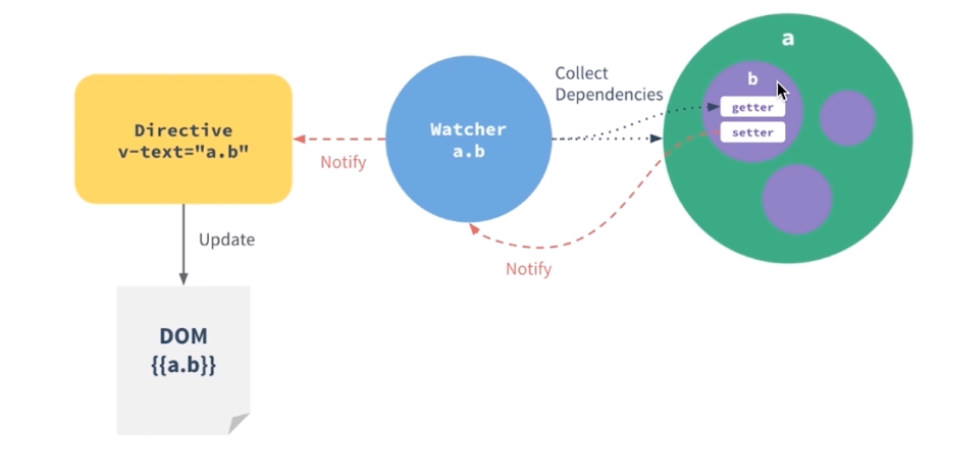 Directive
v-text="a.b"
Notify
Update
DOM
{{a.b}}
Watcher
a.b
Notify
Collect
Dependencies
a
b
getter
setter